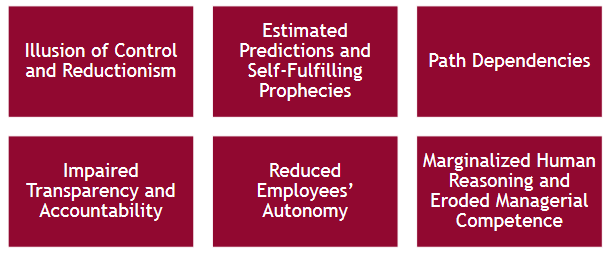 Illusion of Control
and Reductionism
Estimated
Predictions and
Self-Fulfilling
Prophecies
Path Dependencies
Impaired
Transparency and
Accountability
Reduced
Employees’
Autonomy
Marginalized Human
Reasoning and
Eroded Managerial
Competence